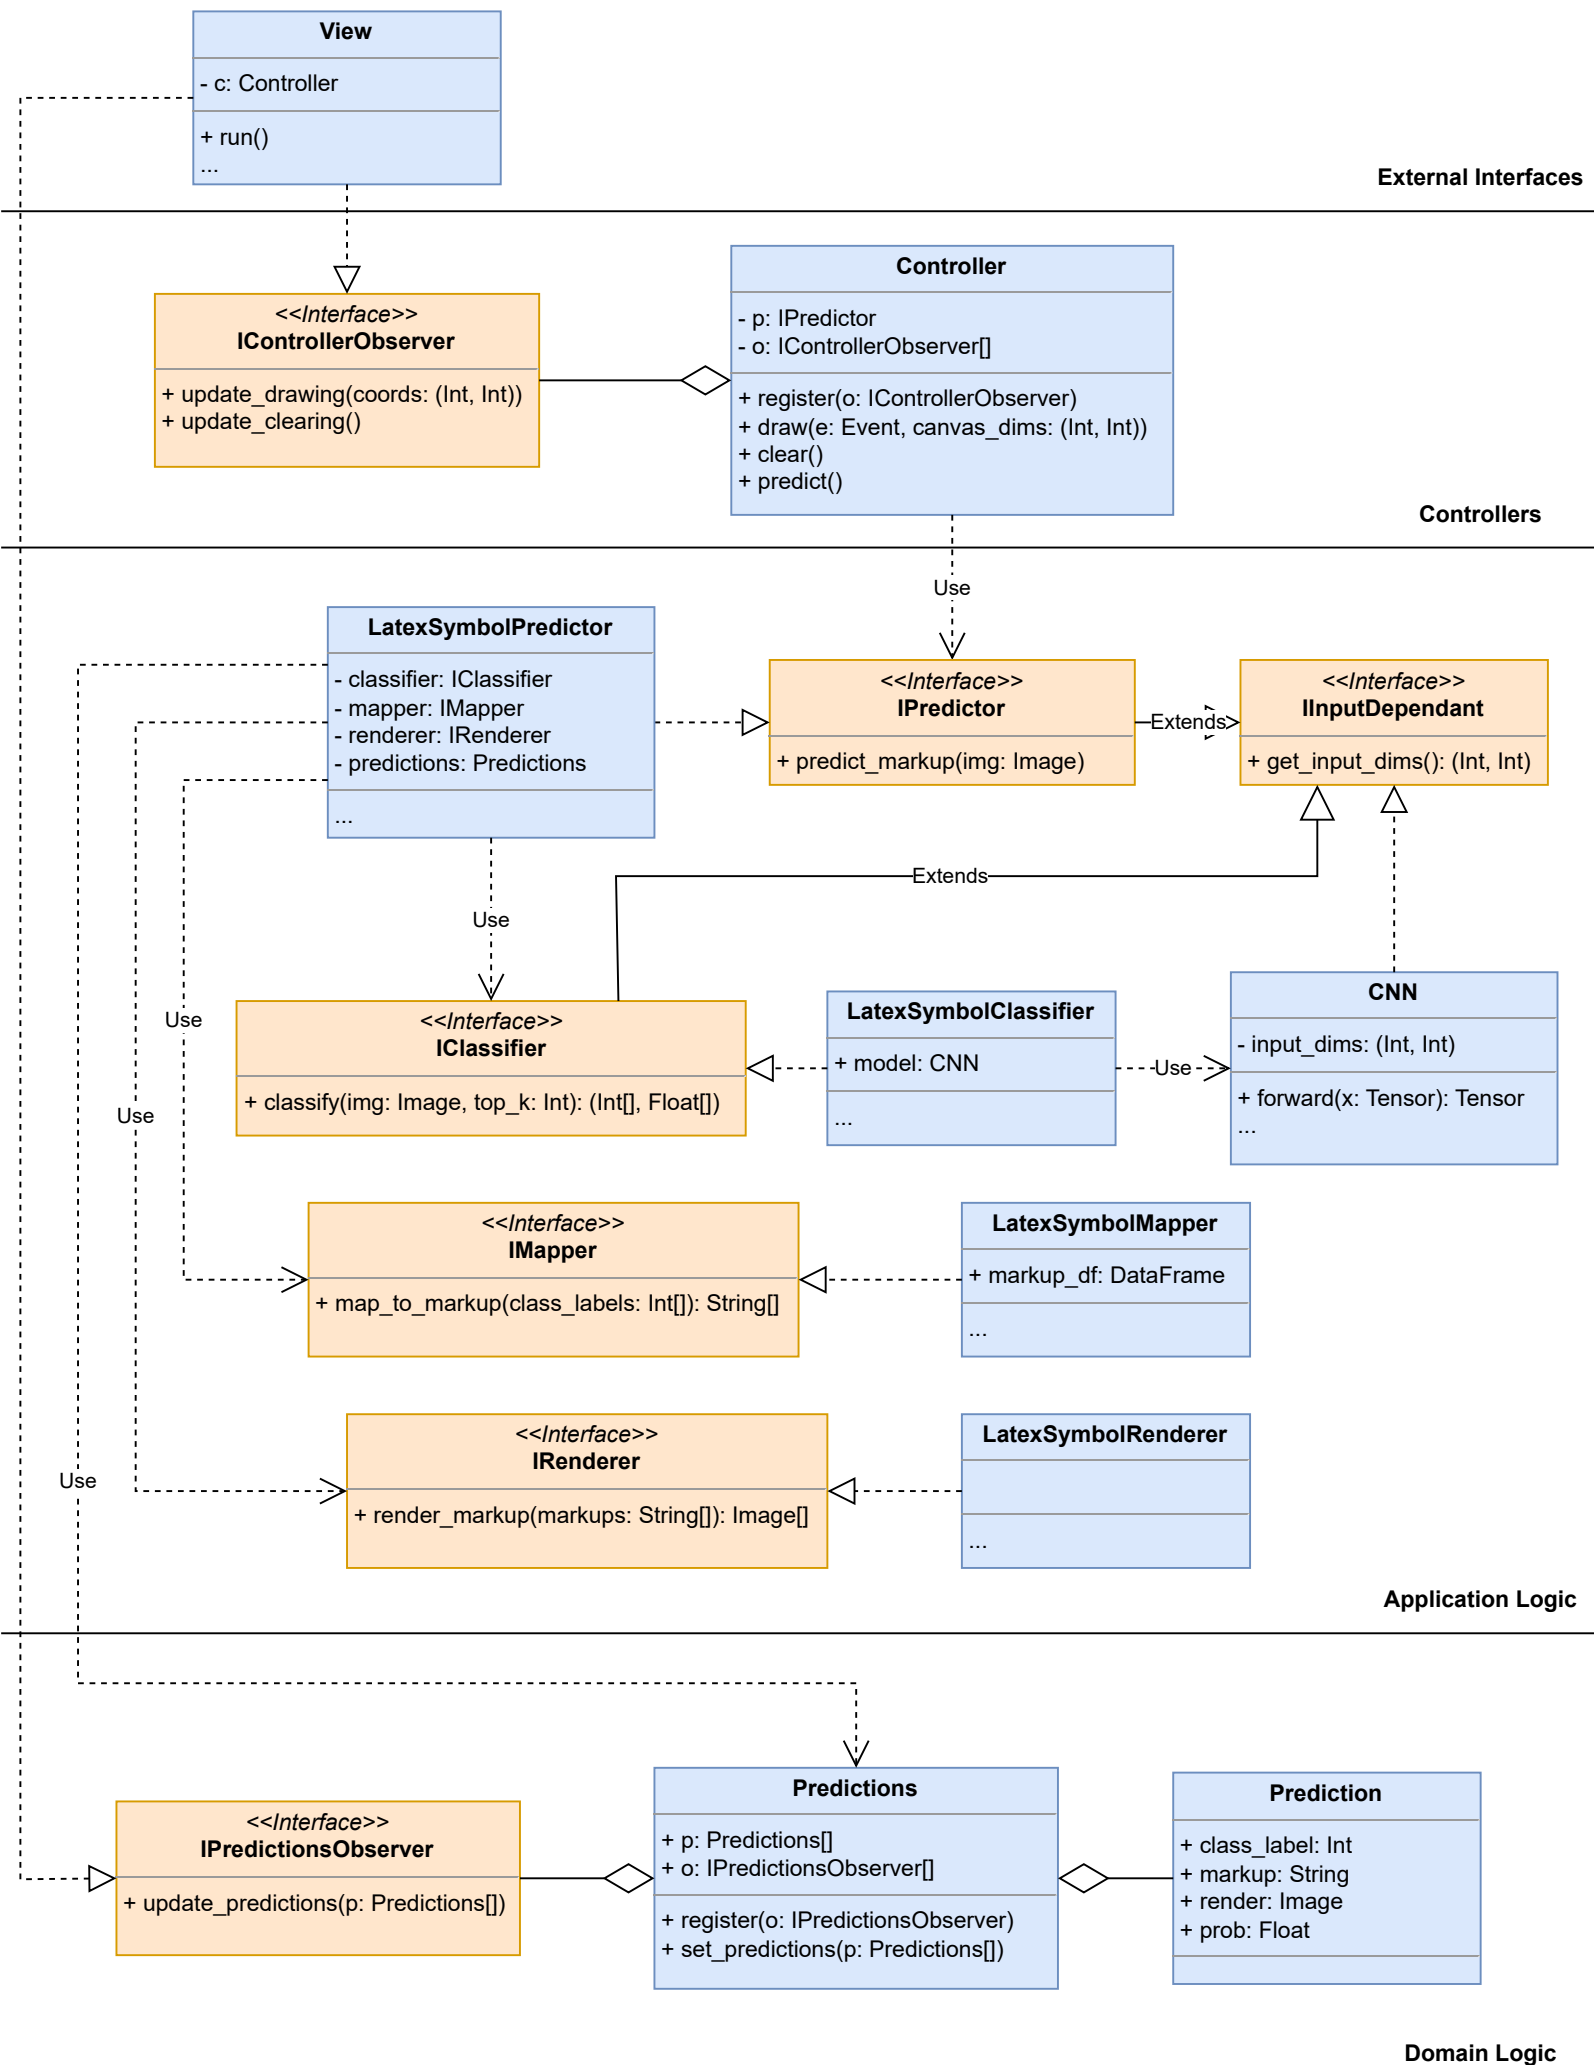 View
- c: Controller
+ run()
...
External Interfaces
<<Interface>>
IControllerObserver
+ update_drawing(coords: (Int, Int))
+ update_clearing()
Controller
- p: IPredictor
- o: IControllerObserver[]
+ register(o: IControllerObserver)
+ draw(e: Event, canvas_dims: (Int, Int))
+ clear()
+ predict()
Controllers
Use
LatexSymbolPredictor
- classifier: IClassifier
- mapper: IMapper
- renderer: IRenderer
- predictions: Predictions
...
<<Interface>>
IPredictor
+ predict_markup(img: Image)
Extends
<<Interface>>
IInputDependant
+ get_input_dims(): (Int, Int)
Extends
Use
Use
<<Interface>>
IClassifier
+ classify(img: Image, top_k: Int): (Int[], Float[])
LatexSymbolClassifier
+ model: CNN
...
Use
CNN
- input_dims: (Int, Int)
+ forward(x: Tensor): Tensor
...
Use
<<Interface>>
IMapper
+ map_to_markup(class_labels: Int[]): String[]
LatexSymbolMapper
+ markup_df: DataFrame
...
Use
<<Interface>>
IRenderer
+ render_markup(markups: String[]): Image[]
LatexSymbolRenderer
...
Application Logic
<<Interface>>
IPredictionsObserver
+ update_predictions(p: Predictions[])
Predictions
+ p: Predictions[]
+ o: IPredictionsObserver[]
+ register(o: IPredictionsObserver)
+ set_predictions(p: Predictions[])
Prediction
+ class_label: Int
+ markup: String
+ render: Image
+ prob: Float
Domain Logic